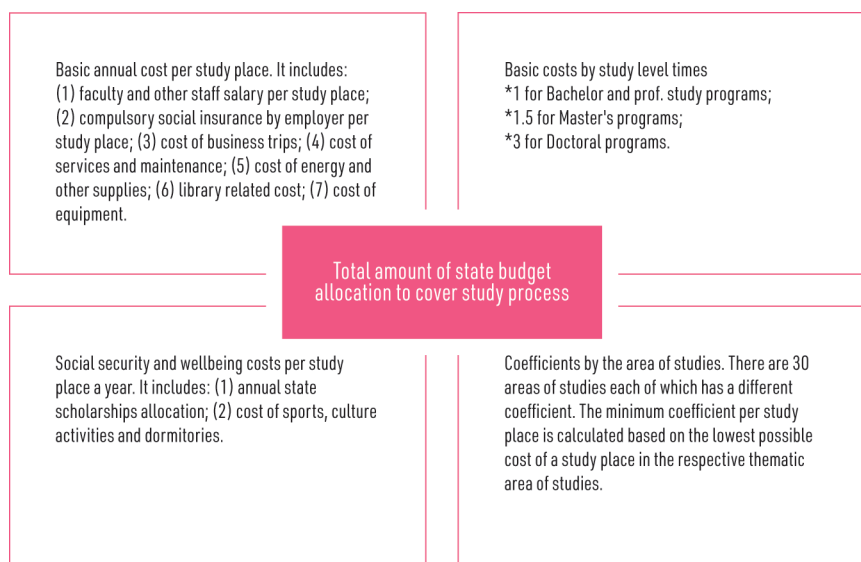 Basic annual cost per study place. It includes:
(1) faculty and other staff salary per study place;
(2) compulsory social insurance by employer per
study place; (3) cost of business trips; (4) cost of
services and maintenance; (5) cost of energy and
other supplies; (6) library related cost; (7) cost of
equipment.
Basic costs by study level times
*1 for Bachelor and prof. study programs;
*1.5 for Master's programs;
*3 for Doctoral programs.
Total amount of state budget
allocation to cover study process
Social security and wellbeing costs per study
place a year. It includes: (1) annual state
scholarships allocation; (2) cost of sports, culture
activities and dormitories.
Coefficients by the area of studies. There are 30
areas of studies each of which has a different
coefficient. The minimum coefficient per study
place is calculated based on the lowest possible
cost of a study place in the respective thematic
area of studies.